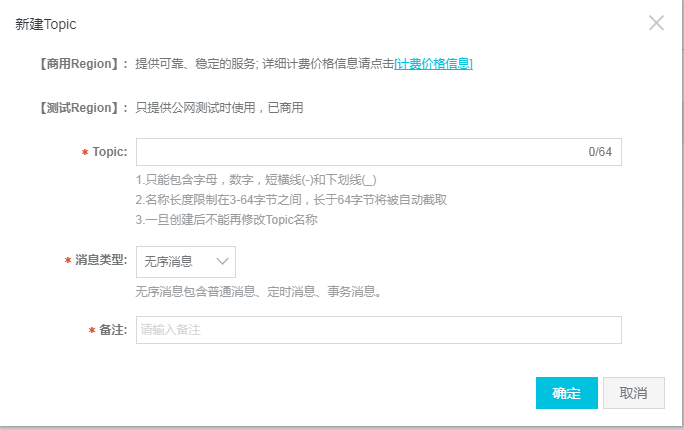 新建Topic
【商用Region】: 提供可靠、稳定的服务; 详细计费价格信息请点击[计费价格信息]
【测试Region】: 只提供公网测试时使用，已商用
* Topic: 0/64
1.只能包含字母，数字，短横线(-)和下划线(_)
2.名称长度限制在3-64字节之间，长于64字节将被自动截取
3.一旦创建后不能再修改Topic名称
* 消息类型: 无序消息
无序消息包含普通消息、定时消息、事务消息。
* 备注: 请输入备注
确定 取消